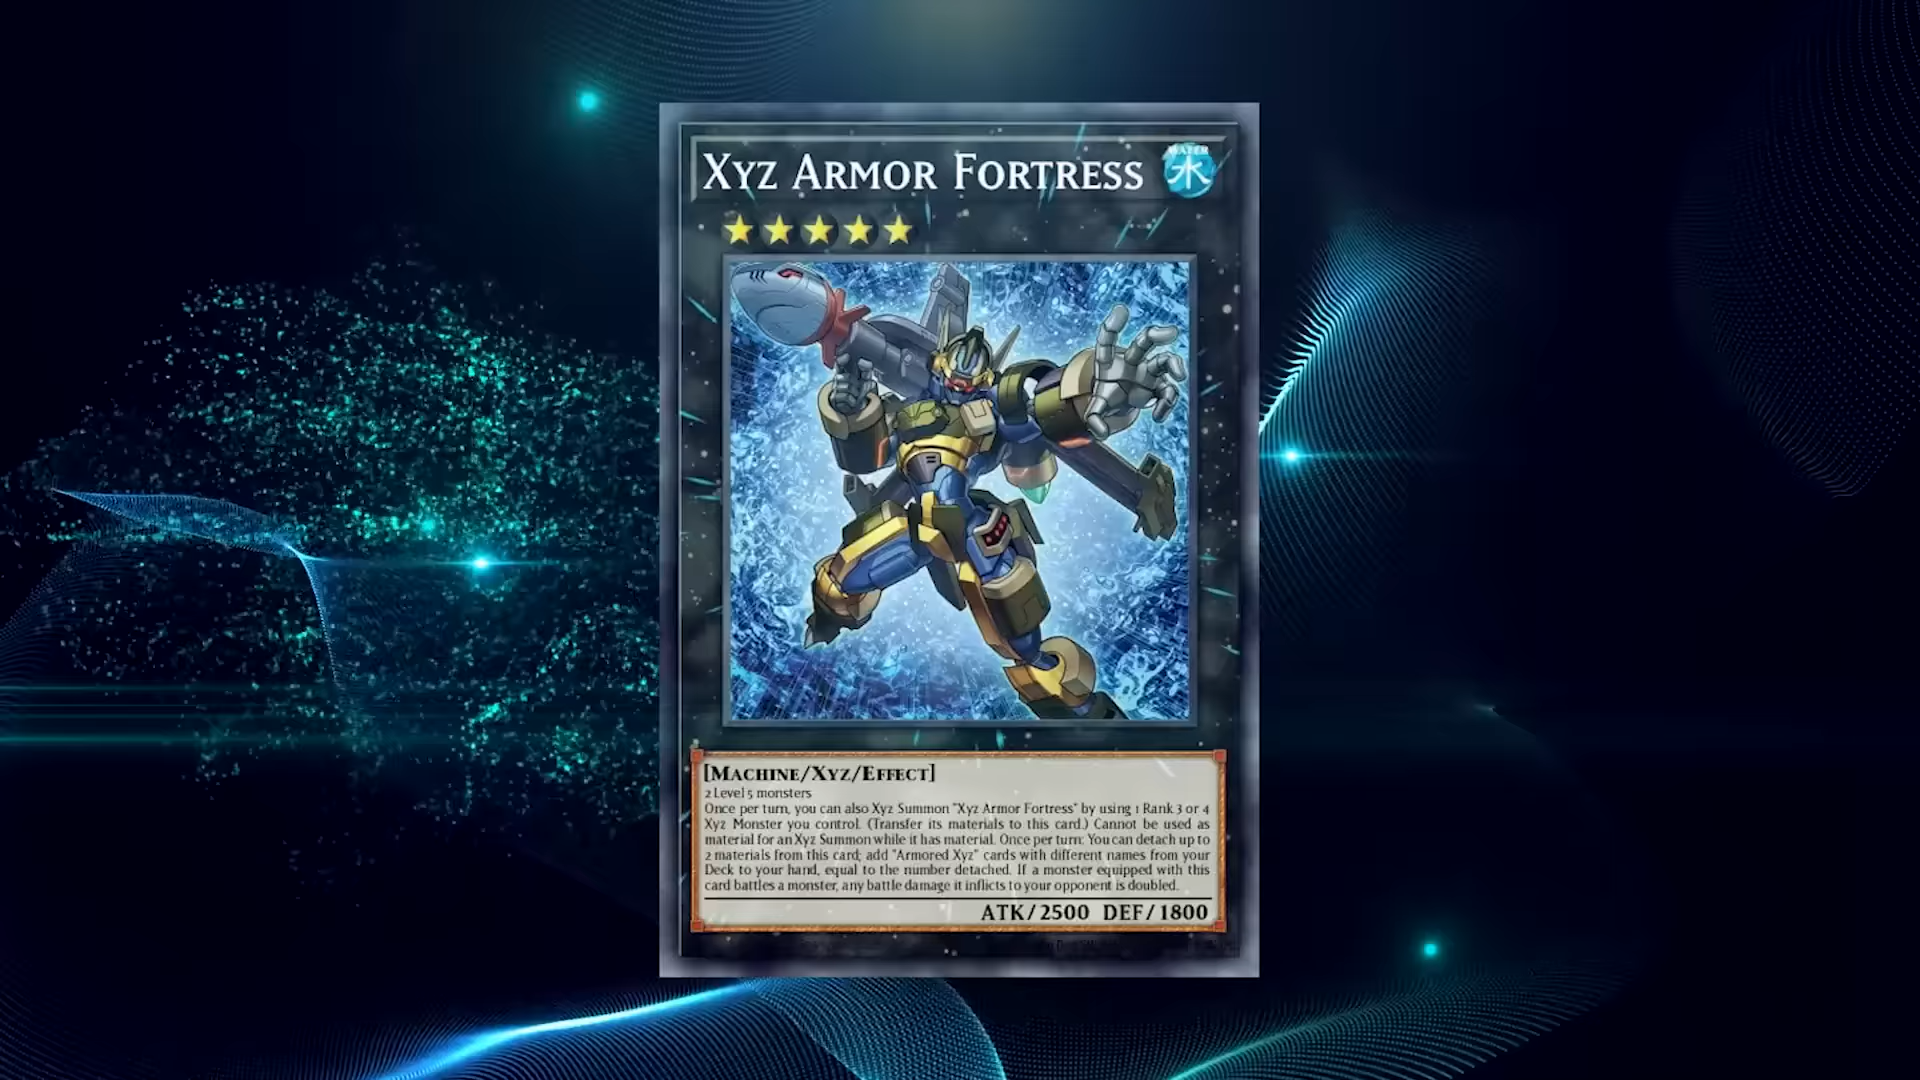 Xyz Armor Fortress
WATER
水
[Machine/Xyz/Effect]
2 Level 5 monsters
Once per turn, you can also Xyz Summon "Xyz Armor Fortress" by using 1 Rank 3 or 4
Xyz Monster you control. (Transfer its materials to this card.) Cannot be used as
material for an Xyz Summon while it has material. Once per turn: You can detach up to
2 materials from this card; add "Armored Xyz" cards with different names from your
Deck to your hand, equal to the number detached. If a monster equipped with this
card battles a monster, any battle damage it inflicts to your opponent is doubled.
ATK/2500 DEF/1800